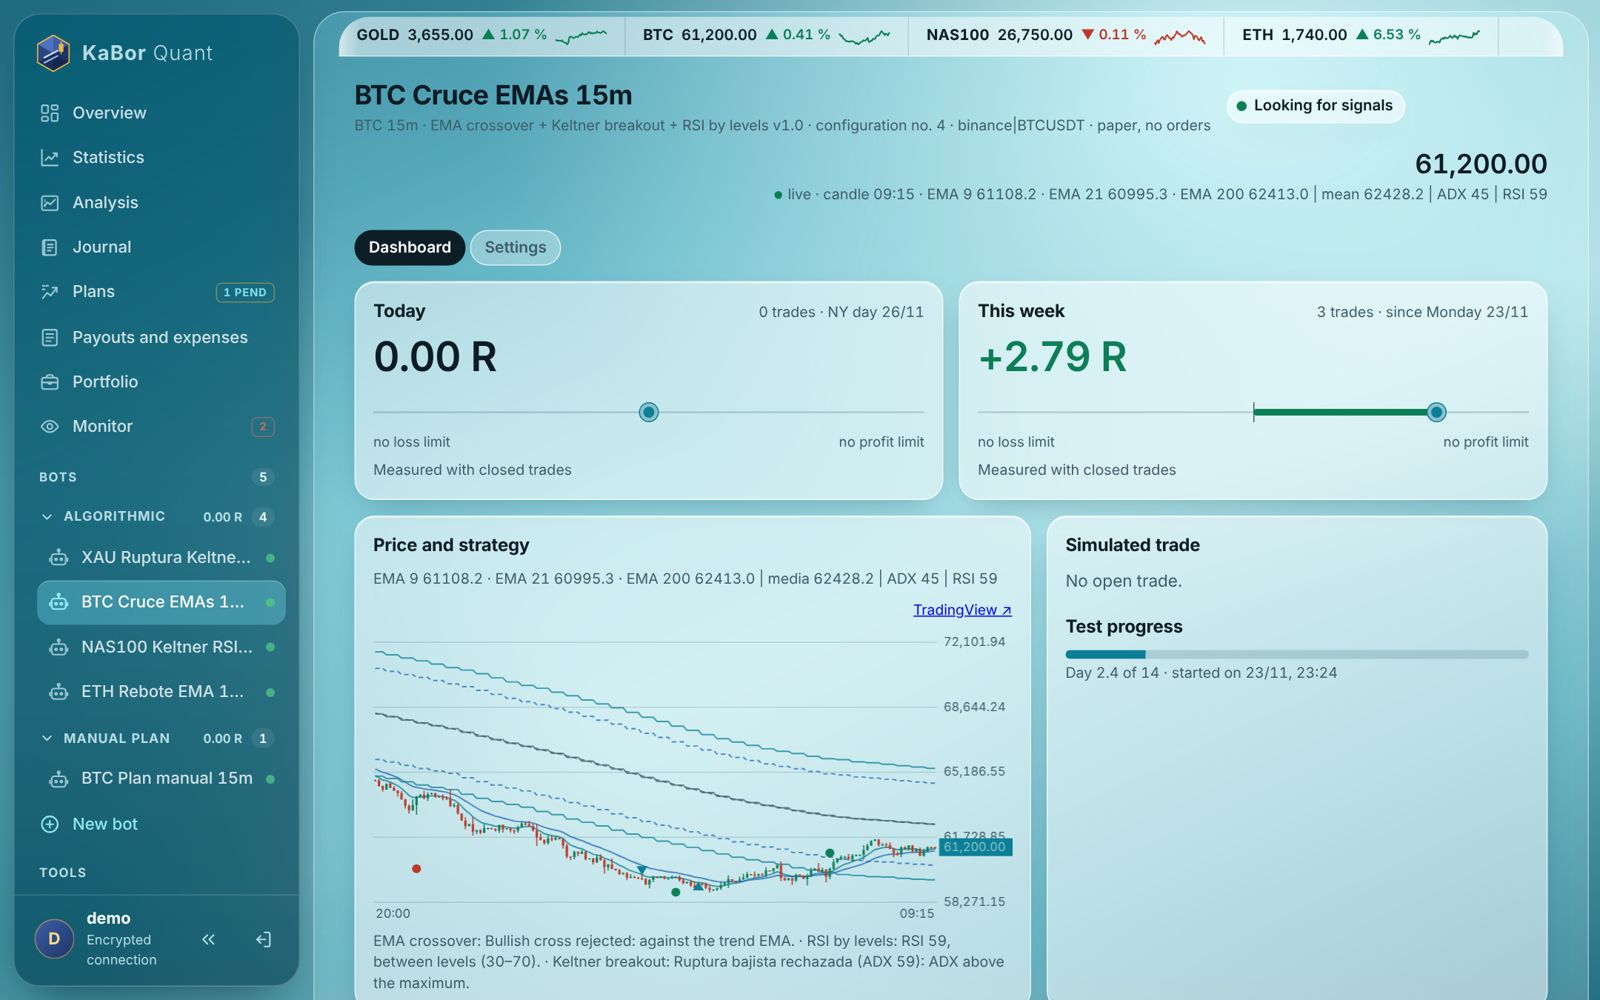 KaBor Quant
Overview
Statistics
Analysis
Journal
Plans 1 PEND
Payouts and expenses
Portfolio
Monitor 2
BOTS 5
ALGORITHMIC 0.00 R 4
XAU Ruptura Keltne...
BTC Cruce EMAs 1...
NAS100 Keltner RSI...
ETH Rebote EMA 1...
MANUAL PLAN 0.00 R 1
BTC Plan manual 15m
New bot
TOOLS
D
demo
Encrypted
connection
GOLD 3,655.00 ▲ 1.07 % BTC 61,200.00 ▲ 0.41 % NAS100 26,750.00 ▼ 0.11 % ETH 1,740.00 ▲ 6.53 %
BTC Cruce EMAs 15m
BTC 15m · EMA crossover + Keltner breakout + RSI by levels v1.0 · configuration no. 4 · binance|BTCUSDT · paper, no orders
Looking for signals
61,200.00
live · candle 09:15 · EMA 9 61108.2 · EMA 21 60995.3 · EMA 200 62413.0 | mean 62428.2 | ADX 45 | RSI 59
Dashboard Settings
Today 0 trades · NY day 26/11
0.00 R
no loss limit no profit limit
Measured with closed trades
This week 3 trades · since Monday 23/11
+2.79 R
no loss limit no profit limit
Measured with closed trades
Price and strategy
EMA 9 61108.2 · EMA 21 60995.3 · EMA 200 62413.0 | media 62428.2 | ADX 45 | RSI 59
TradingView ↗
72,101.94
68,644.24
65,186.55
61,728.85
61,200.00
58,271.15
20:00 09:15
EMA crossover: Bullish cross rejected: against the trend EMA. · RSI by levels: RSI 59,
between levels (30–70). · Keltner breakout: Ruptura bajista rechazada (ADX 59): ADX above
the maximum.
Simulated trade
No open trade.
Test progress
Day 2.4 of 14 · started on 23/11, 23:24